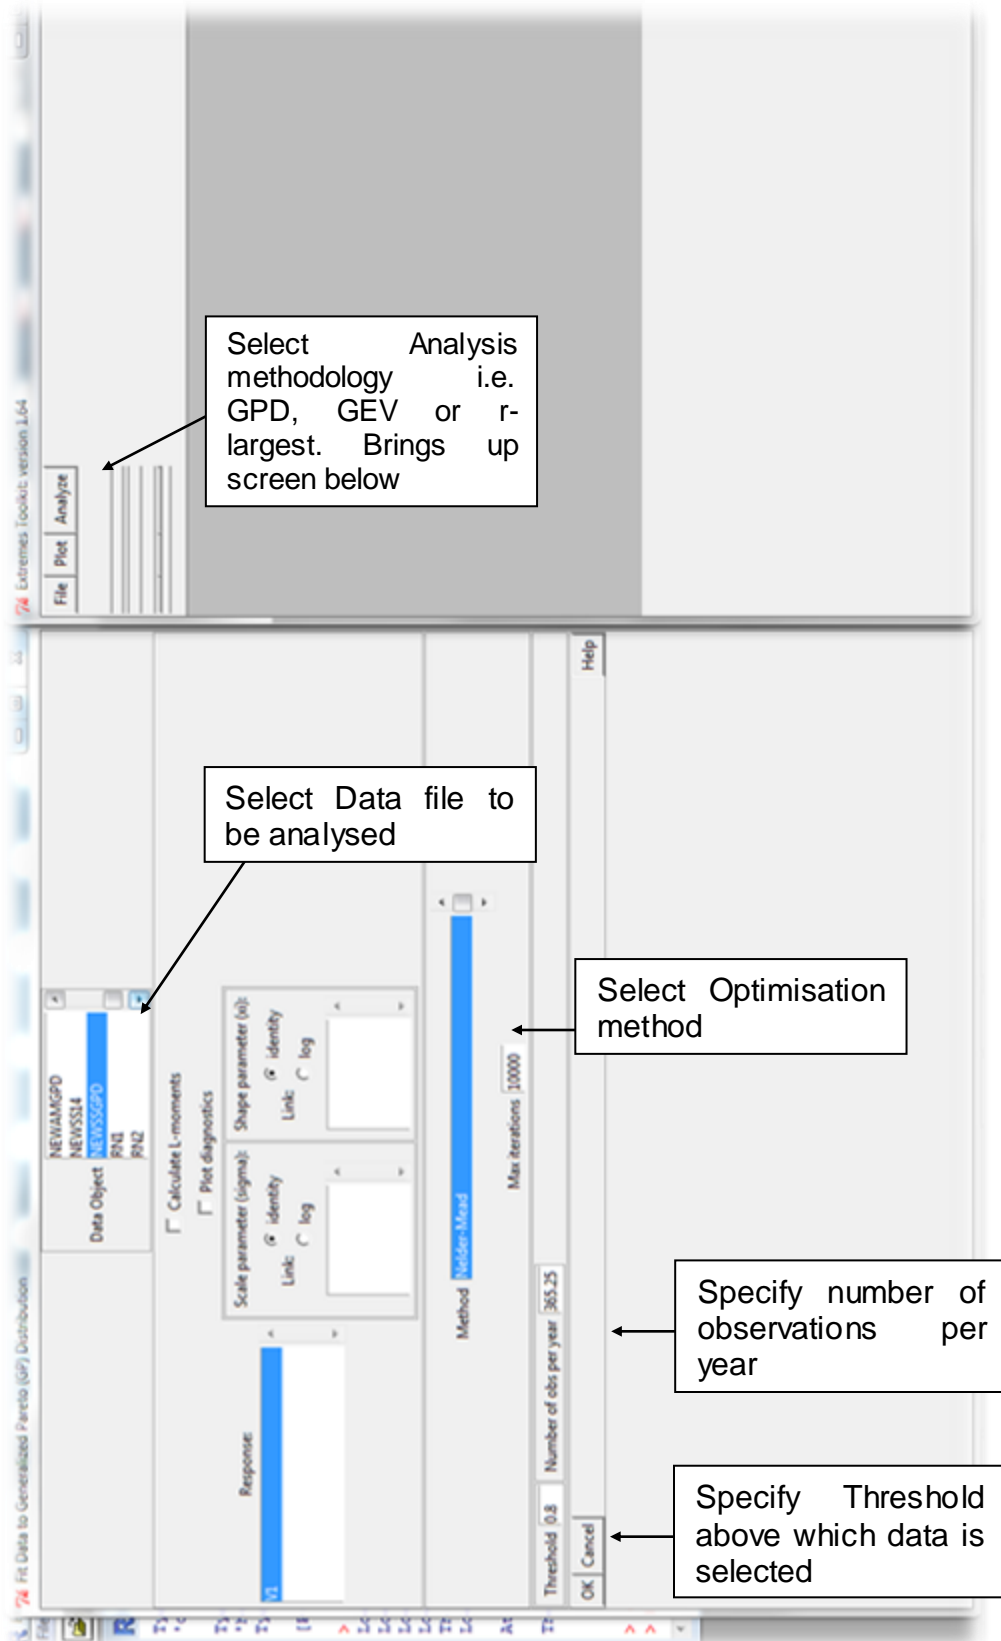 Extremes Toolkit: version 1.64
File Plot Analyze
Select Analysis
methodology i.e.
GPD, GEV or r-
largest. Brings up
screen below
Fit Data to Generalized Pareto (GP) Distribution
Data Object
NEWAMGPD
NEWSS14
NEWSSGPD
RN1
RN2
Select Data file to
be analysed
Calculate L-moments
Plot diagnostics
Response:
V1
Scale parameter (sigma):
Link:
identity
log
Shape parameter (xi):
Link:
identity
log
Method Nelder-Mead
Max iterations 10000
Select Optimisation
method
Threshold 0.8 Number of obs per year 365.25
Specify number of
observations per
year
OK Cancel Help
Specify Threshold
above which data is
selected